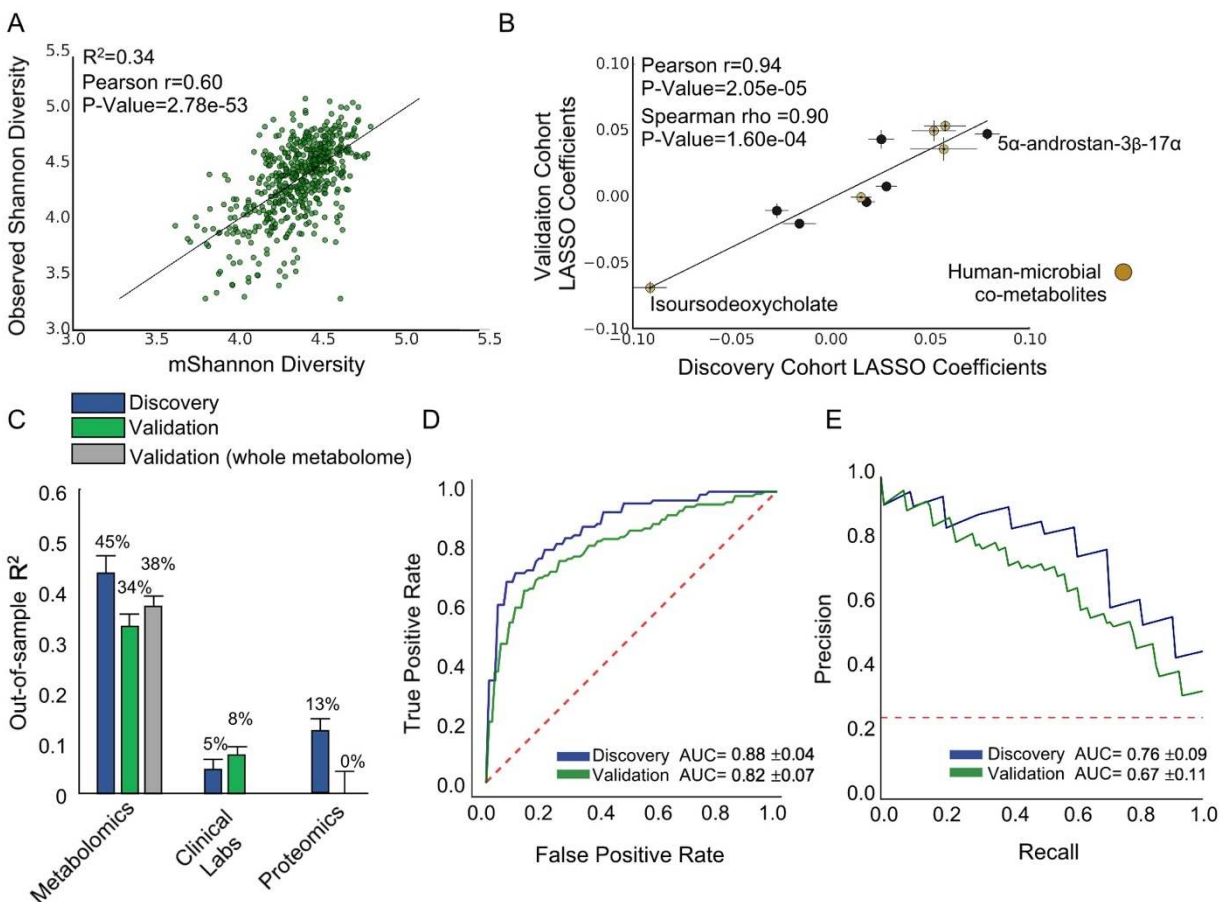 A
R²=0.34
Pearson r=0.60
P-Value=2.78e-53
Observed Shannon Diversity
5.5
5.0
4.5
4.0
3.0
3.0
3.5
4.0
4.5
5.0
5.5
mShannon Diversity
B
Pearson r=0.94
P-Value=2.05e-05
Spearman rho =0.90
P-Value=1.60e-04
Validaiton Cohort
LASSO Coefficients
0.10
0.05
0.00
−0.05
−0.10
5α-androstan-3β-17α
Human-microbial
co-metabolites
Isoursodeoxycholate
−0.10
−0.05
0.00
0.05
0.10
Discovery Cohort LASSO Coefficients
C
Discovery
Validation
Validation (whole metabolome)
Out-of-sample R²
0.6
0.5
0.4
0.3
0.2
0.1
0
45%
34%
38%
5%
8%
13%
0%
Metabolomics
Clinical
Labs
Proteomics
D
True Positive Rate
1.0
0.8
0.6
0.4
0.2
0.0
Discovery AUC= 0.88 ±0.04
Validation AUC= 0.82 ±0.07
0.0
0.20
0.40
0.60
0.80
1.0
False Positive Rate
E
Precision
1.0
0.8
0.6
0.4
0.2
0.0
Discovery AUC= 0.76 ±0.09
Validation AUC= 0.67 ±0.11
0.0
0.2
0.4
0.6
0.8
1.0
Recall